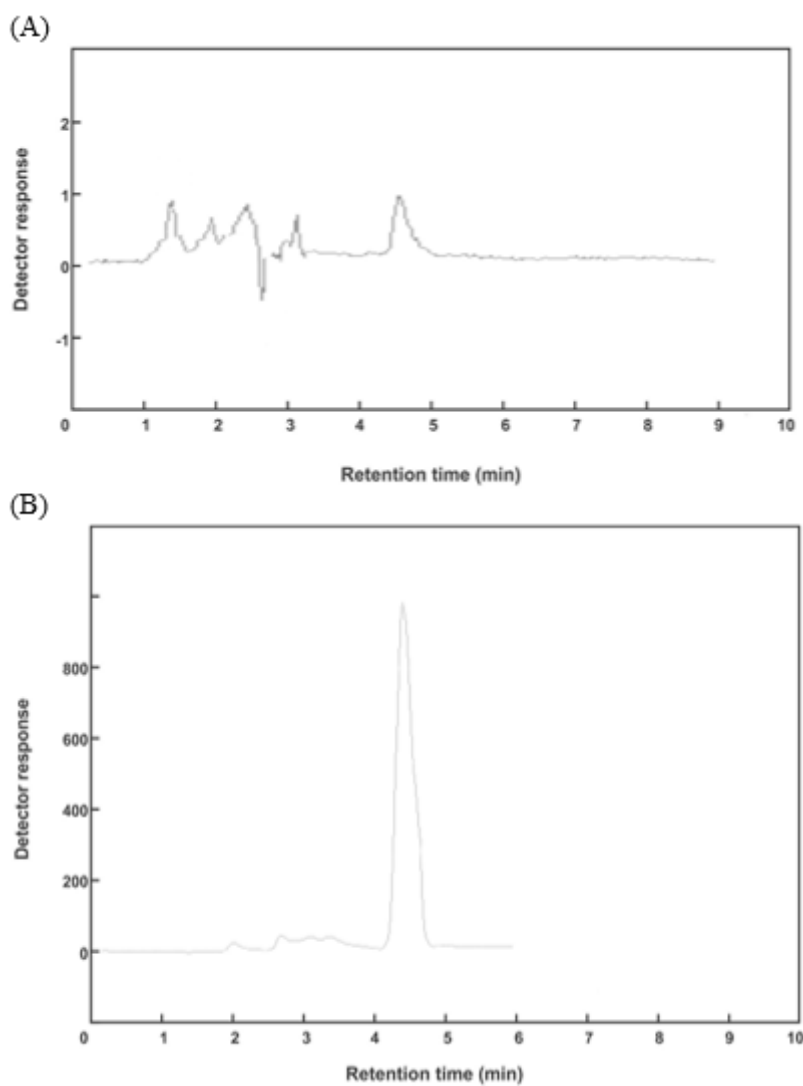 (A)
Detector response
2
1
0
-1
0 1 2 3 4 5 6 7 8 9 10
Retention time (min)
(B)
Detector response
800
600
400
200
0
0 1 2 3 4 5 6 7 8 9 10
Retention time (min)